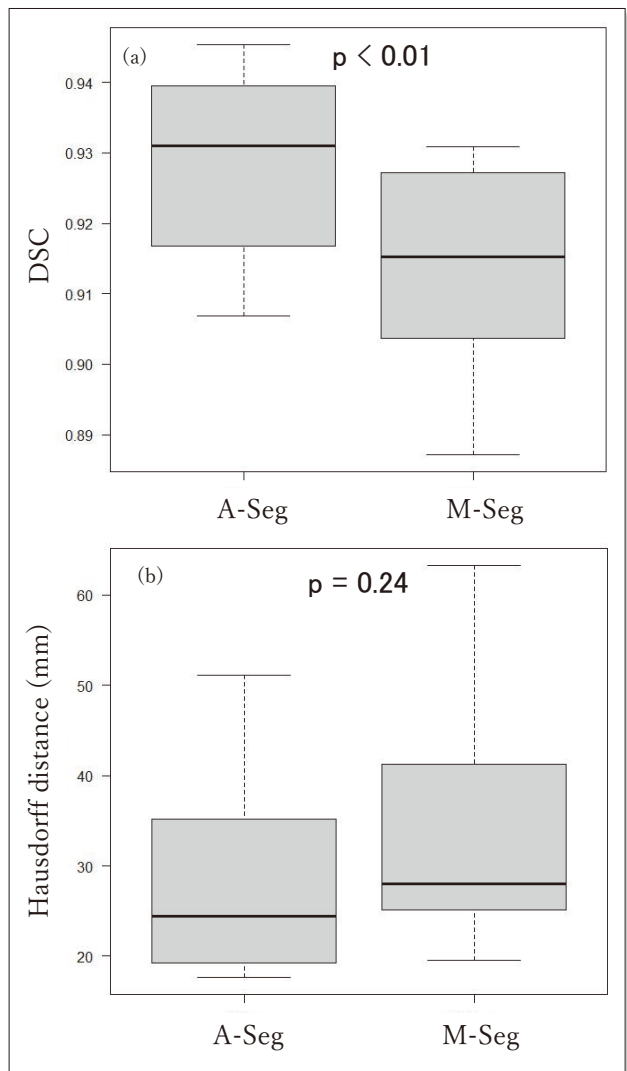 (a)
p < 0.01
0.94
0.93
0.92
0.91
0.90
0.89
DSC
A-Seg
M-Seg
(b)
p = 0.24
60
50
40
30
20
Hausdorff distance (mm)
A-Seg
M-Seg